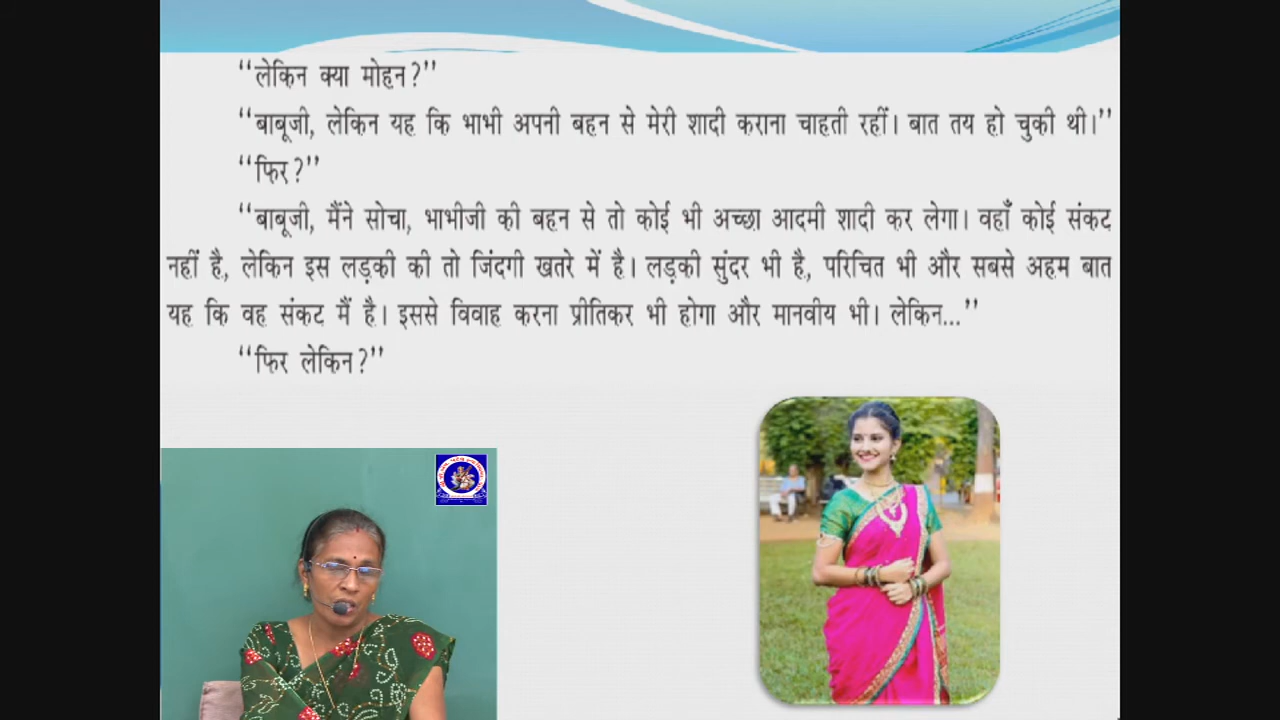 “लेकिन क्या मोहन?”
“बाबूजी, लेकिन यह कि भाभी अपनी बहन से मेरी शादी कराना चाहती रहीं। बात तय हो चुकी थी।”
“फिर?”
“बाबूजी, मैंने सोचा, भाभीजी की बहन से तो कोई भी अच्छा आदमी शादी कर लेगा। वहाँ कोई संकट
नहीं है, लेकिन इस लड़की की तो जिंदगी खतरे में है। लड़की सुंदर भी है, परिचित भी और सबसे अहम बात
यह कि वह संकट मैं है। इससे विवाह करना प्रीतिकर भी होगा और मानवीय भी। लेकिन...”
“फिर लेकिन?”